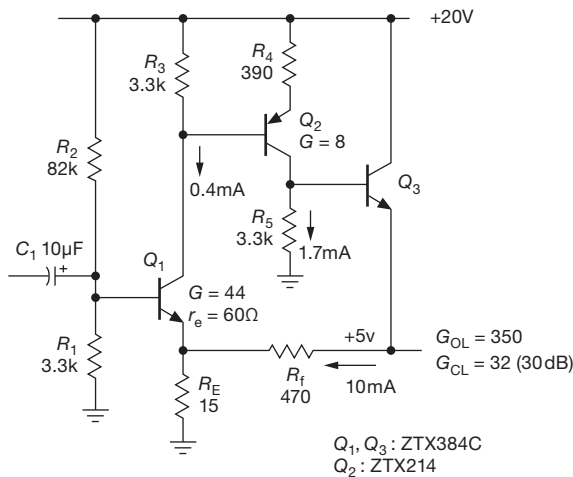 +20V
R3
3.3k
R4
390
R2
82k
Q2
G = 8
0.4mA
Q3
R5
3.3k
1.7mA
C1 10µF
+
Q1
G = 44
re = 60Ω
R1
3.3k
+5v
GOL = 350
GCL = 32 (30 dB)
Rf
470
10mA
RE
15
Q1, Q3 : ZTX384C
Q2 : ZTX214